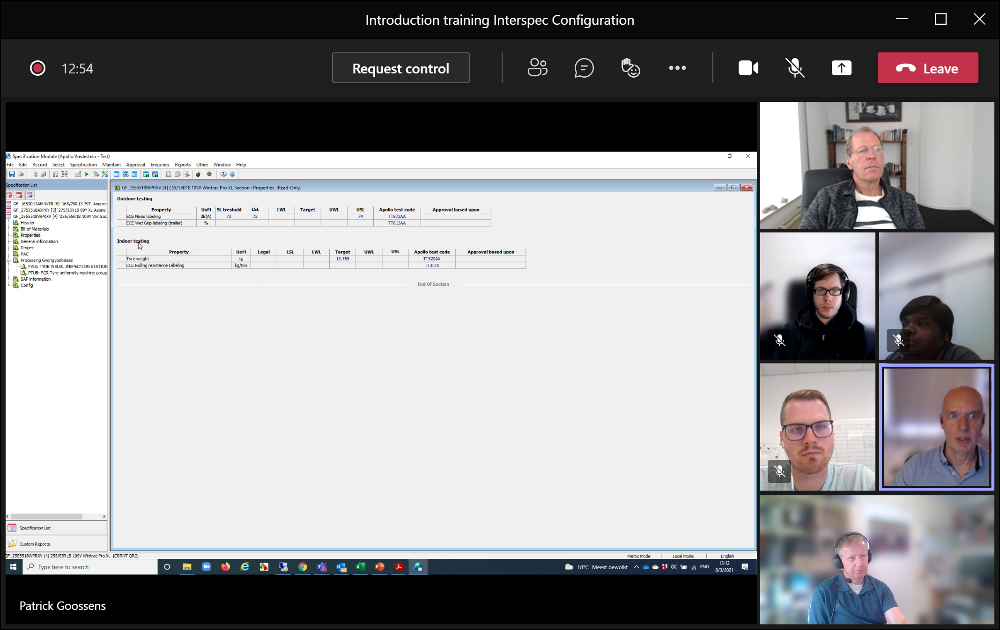 Introduction training Interspec Configuration
12:54
Request control
Leave
Specification Module (Apollo Vredestein - Test)
File Edit Record Select Specification Maintain Approval Enquiries Reports Other Window Help
Specification List
GF_1657013AM4NTB [6] '165/70R13 79T Amazer
GF_2753518AXPXY [3] '275/35R18 99Y XL Aspire
GF_2555518WPRXV [4] '255/55R18 109V Wintrac
Header
Bill of Materials
Properties
General information
D-spec
PAC
Processing Gyongyoshalasz
PVIS: TYRE VISUAL INSPECTION STATION
PTUB: PCR Tyre uniformity machine group
SAP information
Config
Specification List
Custom Reports
GF_2555518WPRXV [4] 255/55R18 109V Wintrac Pro XL Section : Properties [Read-Only]
Outdoor testing
Property UoM SL treshold LSL LWL Target UWL USL Apollo test code Approval based upon
ECE Noise labeling dB(A) 73 72 74 TT872AA
ECE Wet Grip labeling (trailer) % TT813AA
Indoor testing
Property UoM Legal LSL LWL Target UWL USL Apollo test code Approval based upon
Tyre weight kg 13.555 TT520AX
ECE Rolling resistance Labeling kg/ton TT351X
End Of Section
GF_2555518WPRXV [4] 255/55R18 109V Wintrac Pro XL [CRRNT QR2]
Metric Mode Local Mode English
Type here to search
18°C Meest bewolkt ENG
13:12
8/3/2021
Patrick Goossens